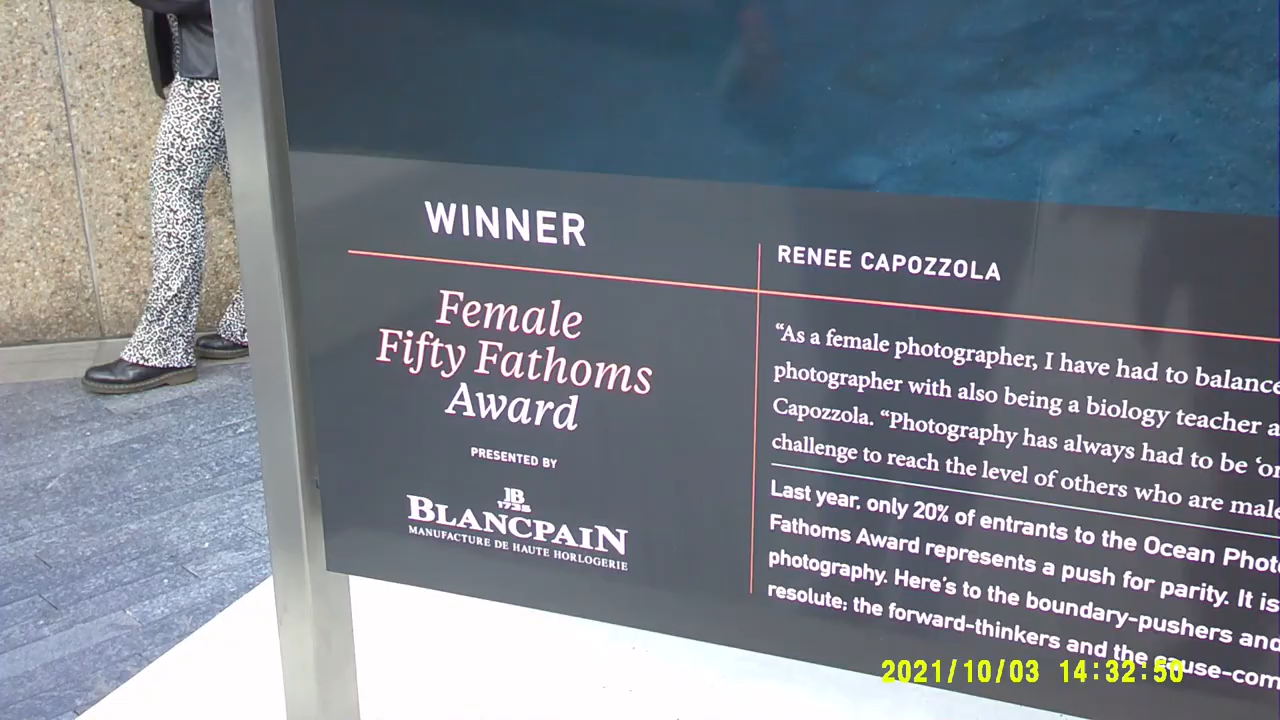 WINNER
Female
Fifty Fathoms
Award
PRESENTED BY
JB
1735
BLANCPAIN
MANUFACTURE DE HAUTE HORLOGERIE
RENEE CAPOZZOLA
“As a female photographer, I have had to balance
photographer with also being a biology teacher a
Capozzola. “Photography has always had to be ‘on
challenge to reach the level of others who are male
Last year, only 20% of entrants to the Ocean Phot
Fathoms Award represents a push for parity. It is
photography. Here’s to the boundary-pushers and
resolute; the forward-thinkers and the cause-com
2021/10/03 14:32:50